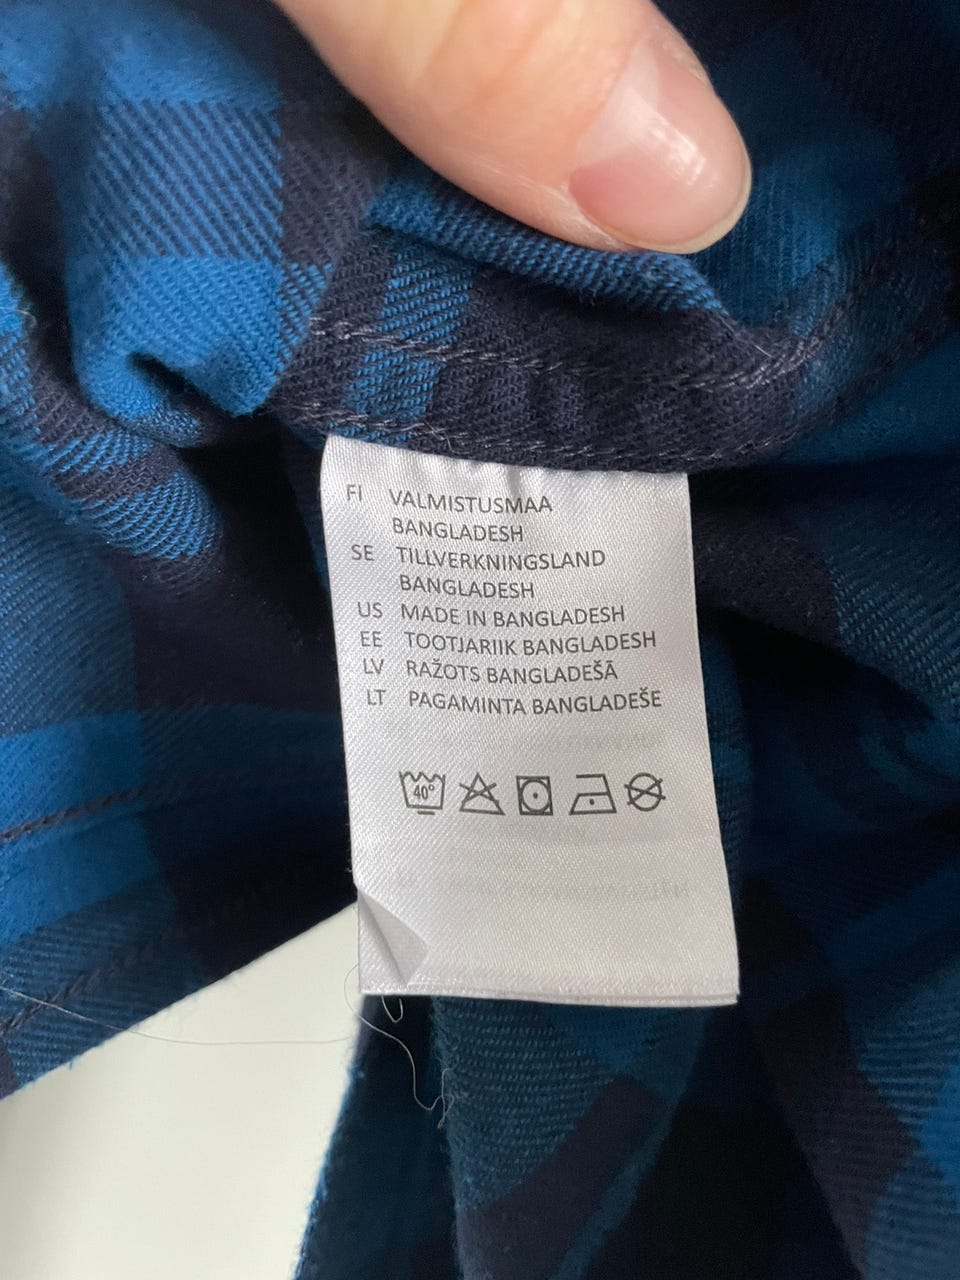 FI VALMISTUSMAA
BANGLADESH
SE TILLVERKNINGSLAND
BANGLADESH
US MADE IN BANGLADESH
EE TOOTJARIIK BANGLADESH
LV RAŽOTS BANGLADEŠĀ
LT PAGAMINTA BANGLADEŠE
40°